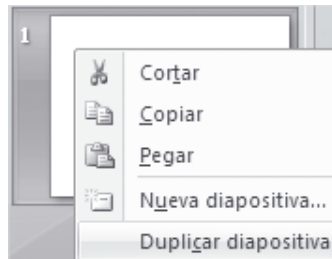 1
Cortar
Copiar
Pegar
Nueva diapositiva...
Duplicar diapositiva